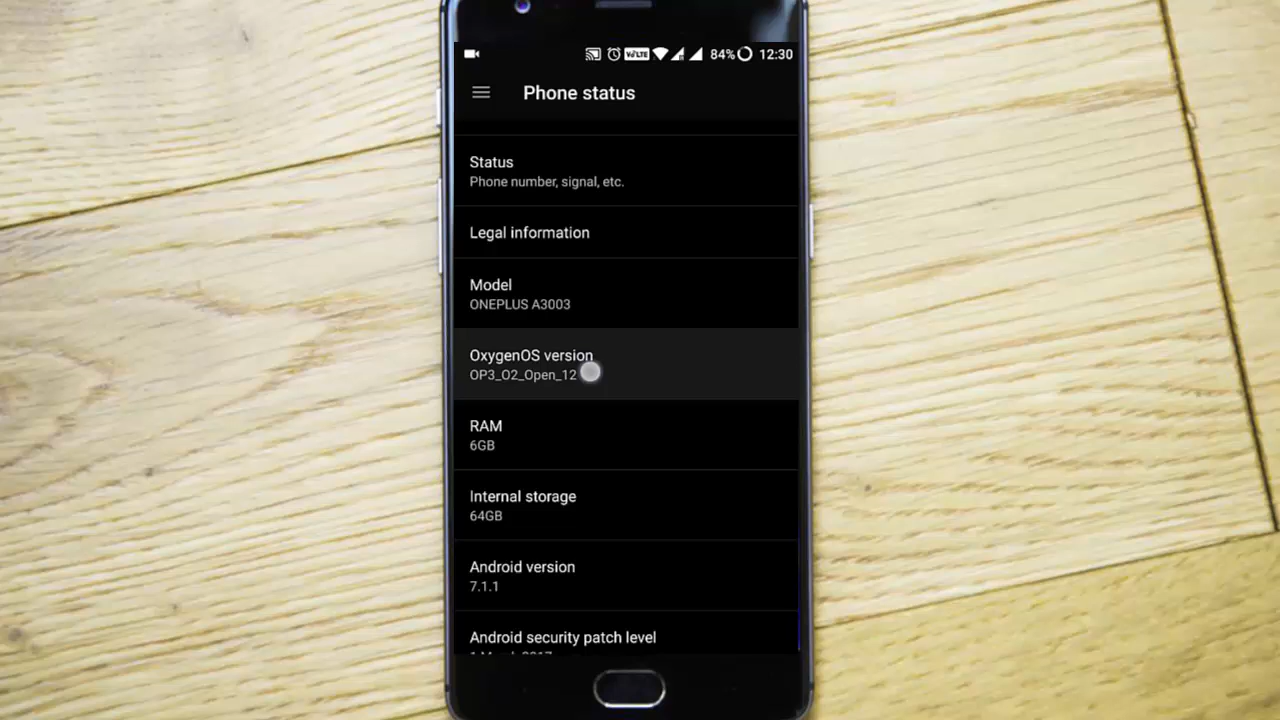 VoLTE 84% 12:30
Phone status
Status
Phone number, signal, etc.
Legal information
Model
ONEPLUS A3003
OxygenOS version
OP3_O2_Open_12
RAM
6GB
Internal storage
64GB
Android version
7.1.1
Android security patch level